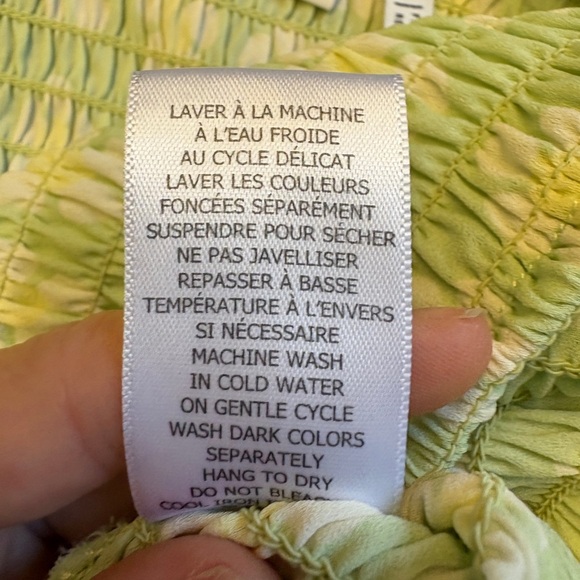 LAVER À LA MACHINE
À L'EAU FROIDE
AU CYCLE DÉLICAT
LAVER LES COULEURS
FONCÉES SÉPARÉMENT
SUSPENDRE POUR SÉCHER
NE PAS JAVELLISER
REPASSER À BASSE
TEMPÉRATURE À L'ENVERS
SI NÉCESSAIRE
MACHINE WASH
IN COLD WATER
ON GENTLE CYCLE
WASH DARK COLORS
SEPARATELY
HANG TO DRY
DO NOT BLEACH
COOL IRON